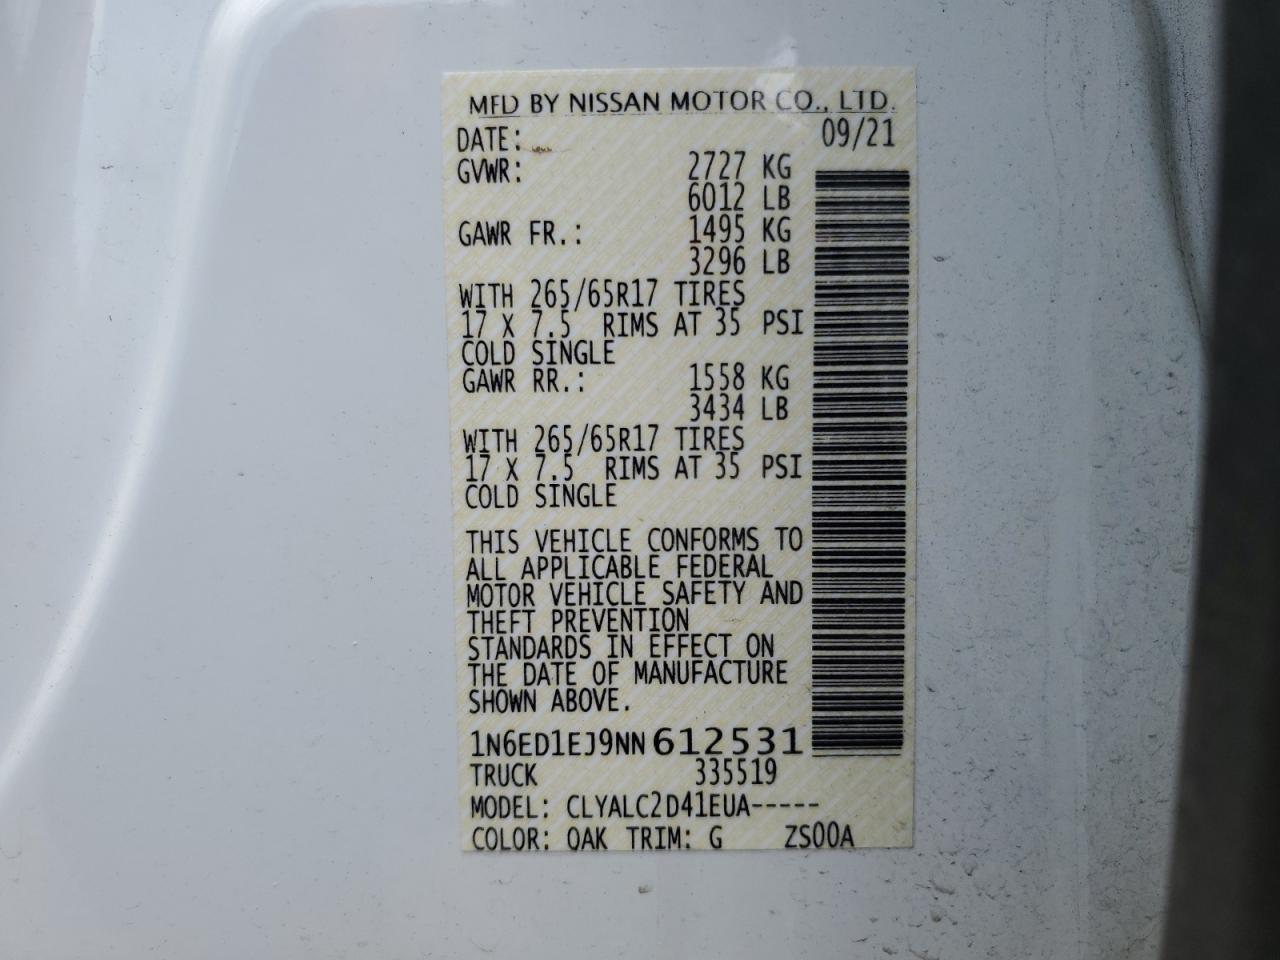 MFD BY NISSAN MOTOR CO., LTD.
DATE: 09/21
GVWR: 2727 KG
6012 LB
GAWR FR.: 1495 KG
3296 LB
WITH 265/65R17 TIRES
17 X 7.5 RIMS AT 35 PSI
COLD SINGLE
GAWR RR.: 1558 KG
3434 LB
WITH 265/65R17 TIRES
17 X 7.5 RIMS AT 35 PSI
COLD SINGLE
THIS VEHICLE CONFORMS TO
ALL APPLICABLE FEDERAL
MOTOR VEHICLE SAFETY AND
THEFT PREVENTION
STANDARDS IN EFFECT ON
THE DATE OF MANUFACTURE
SHOWN ABOVE.
1N6ED1EJ9NN612531
TRUCK 335519
MODEL: CLYALC2D41EUA-----
COLOR: QAK TRIM: G ZS00A